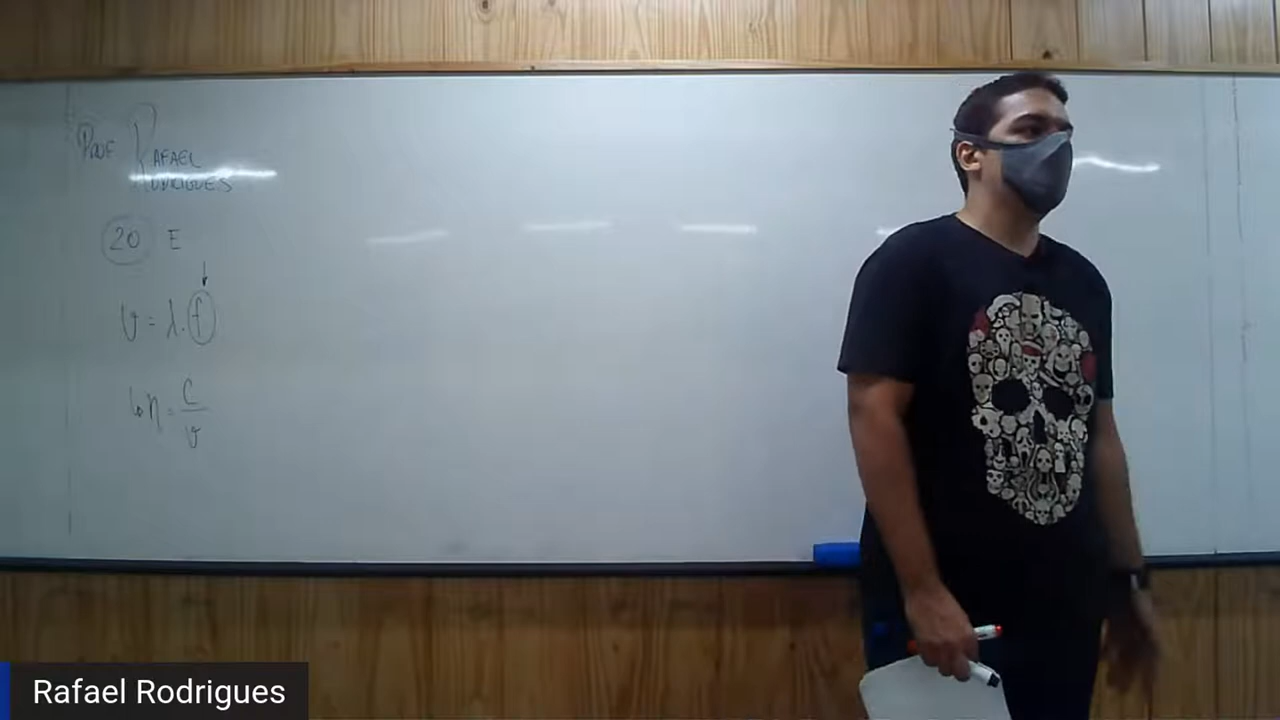 Prof RAFAEL
RODRIGUES
20 E
v = λ.f
↳ n = c/v
Rafael Rodrigues